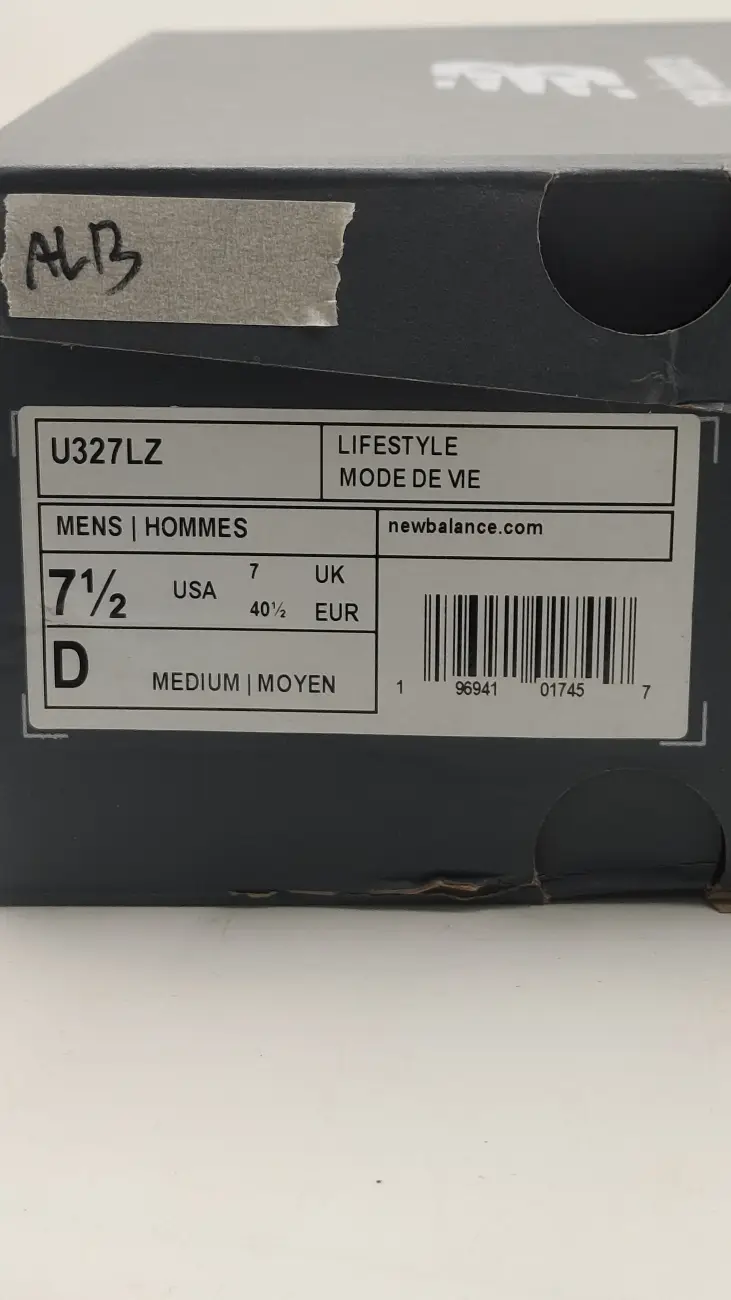 ALB
U327LZ
LIFESTYLE
MODE DE VIE
MENS | HOMMES
newbalance.com
7½ USA 7 UK
40½ EUR
D MEDIUM | MOYEN
1 96941 01745 7